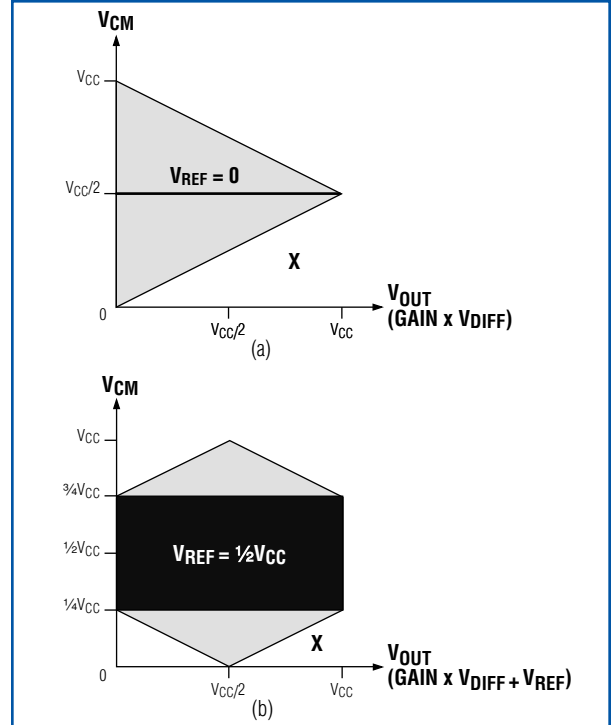 VCM
VCC
VREF = 0
VCC/2
X
0
VOUT
(GAIN x VDIFF)
VCC/2
VCC
(a)
VCM
VCC
¾VCC
½VCC
VREF = ½VCC
¼VCC
X
0
VOUT
(GAIN x VDIFF + VREF)
VCC/2
VCC
(b)